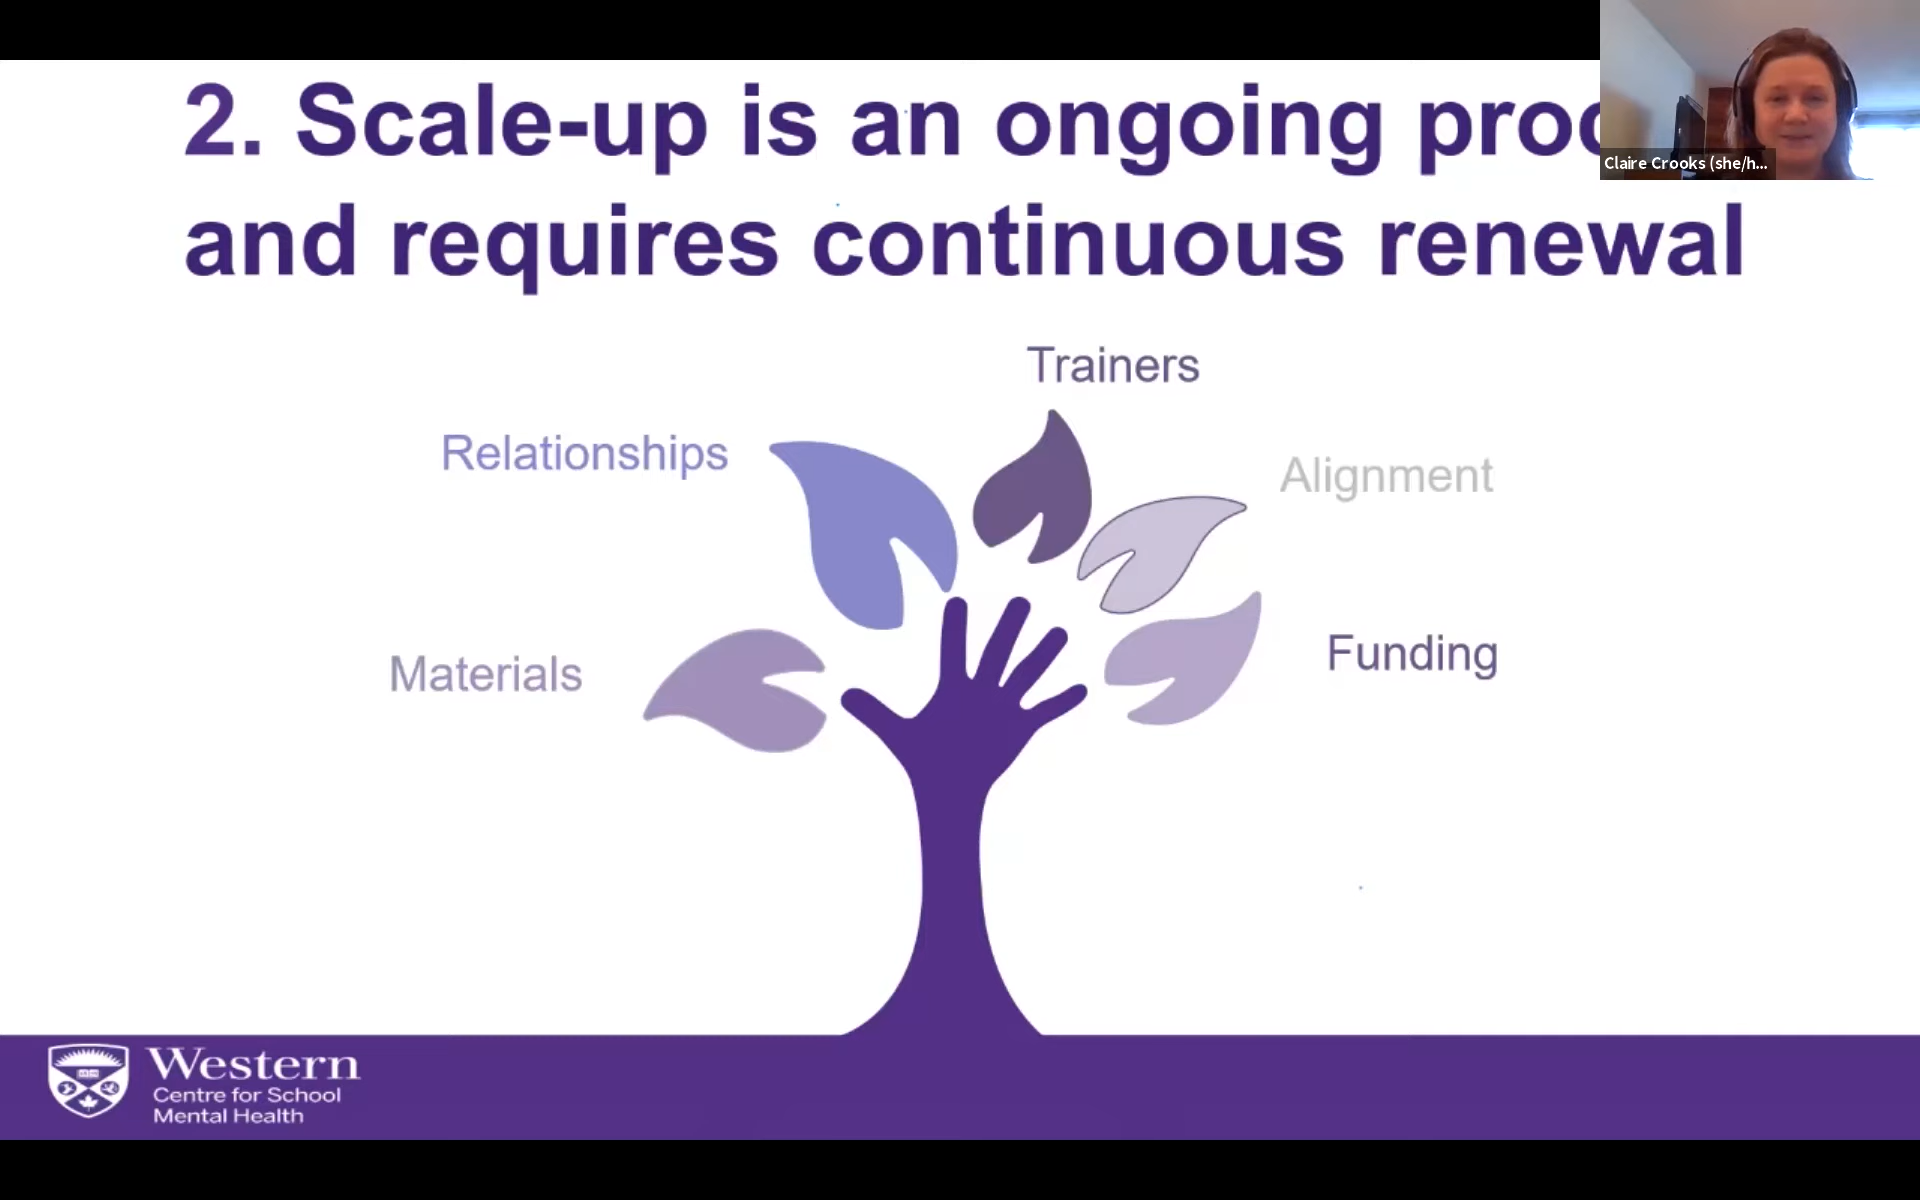 2. Scale-up is an ongoing
and requires continuous renewal
Trainers
Relationships
Alignment
Materials
Funding
Claire Crooks (she/h...
Western
Centre for School
Mental Health